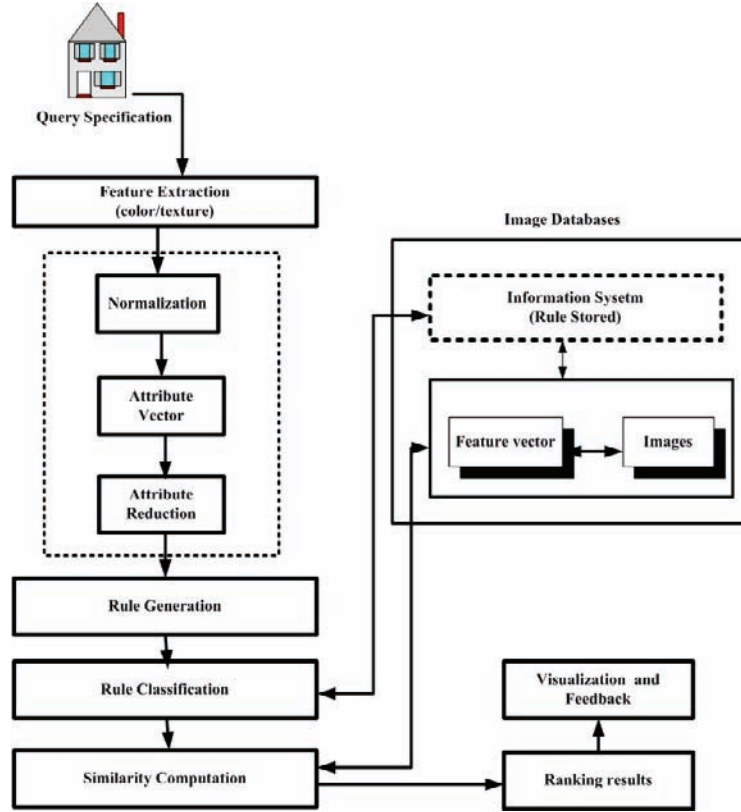 Query Specification
Feature Extraction
(color/texture)
Normalization
Attribute
Vector
Attribute
Reduction
Rule Generation
Rule Classification
Similarity Computation
Image Databases
Information Sysetm
(Rule Stored)
Feature vector
Images
Visualization and
Feedback
Ranking results